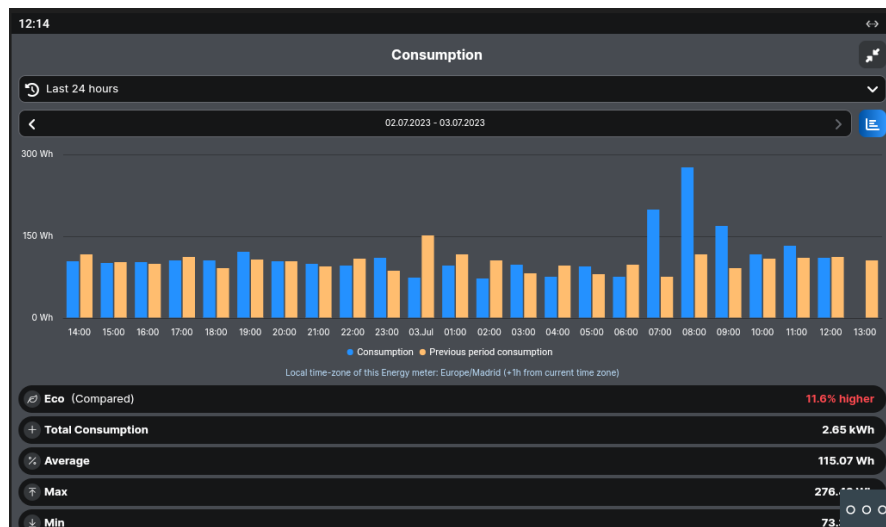 12:14
Consumption
Last 24 hours
02.07.2023 - 03.07.2023
300 Wh
150 Wh
0 Wh
14:00 15:00 16:00 17:00 18:00 19:00 20:00 21:00 22:00 23:00 03.Jul 01:00 02:00 03:00 04:00 05:00 06:00 07:00 08:00 09:00 10:00 11:00 12:00 13:00
Consumption Previous period consumption
Local time-zone of this Energy meter: Europe/Madrid (+1h from current time zone)
Eco (Compared) 11.6% higher
Total Consumption 2.65 kWh
Average 115.07 Wh
Max 276.
Min 73.